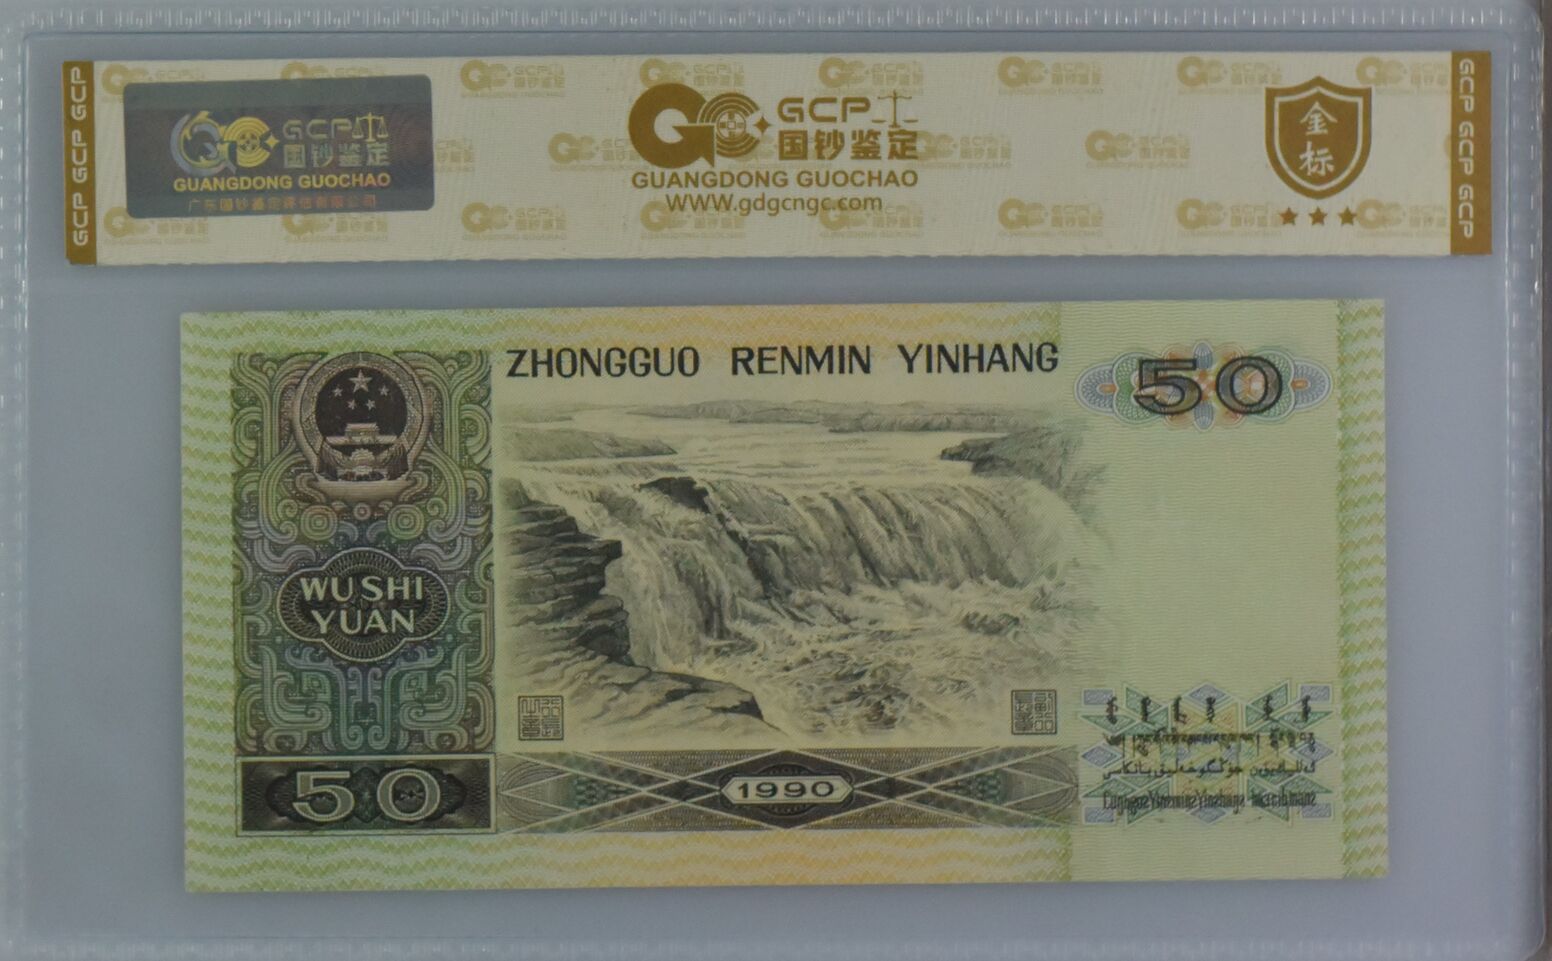 GCP GCP GCP
GCP
国钞鉴定
GUANGDONG GUOCHAO
广东国钞鉴定评估有限公司
GCP
国钞鉴定
GUANGDONG GUOCHAO
WWW.gdgcngc.com
金标
GCP GCP GCP
ZHONGGUO RENMIN YINHANG
50
WU SHI
YUAN
50
1990